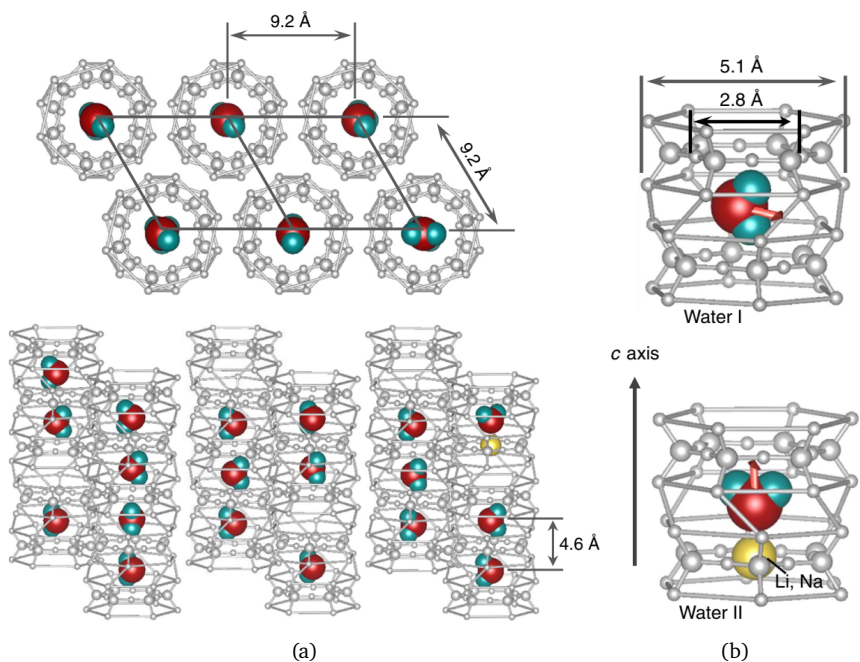 9.2 Å
9.2 Å
4.6 Å
(a)
5.1 Å
2.8 Å
Water I
c axis
Li, Na
Water II
(b)